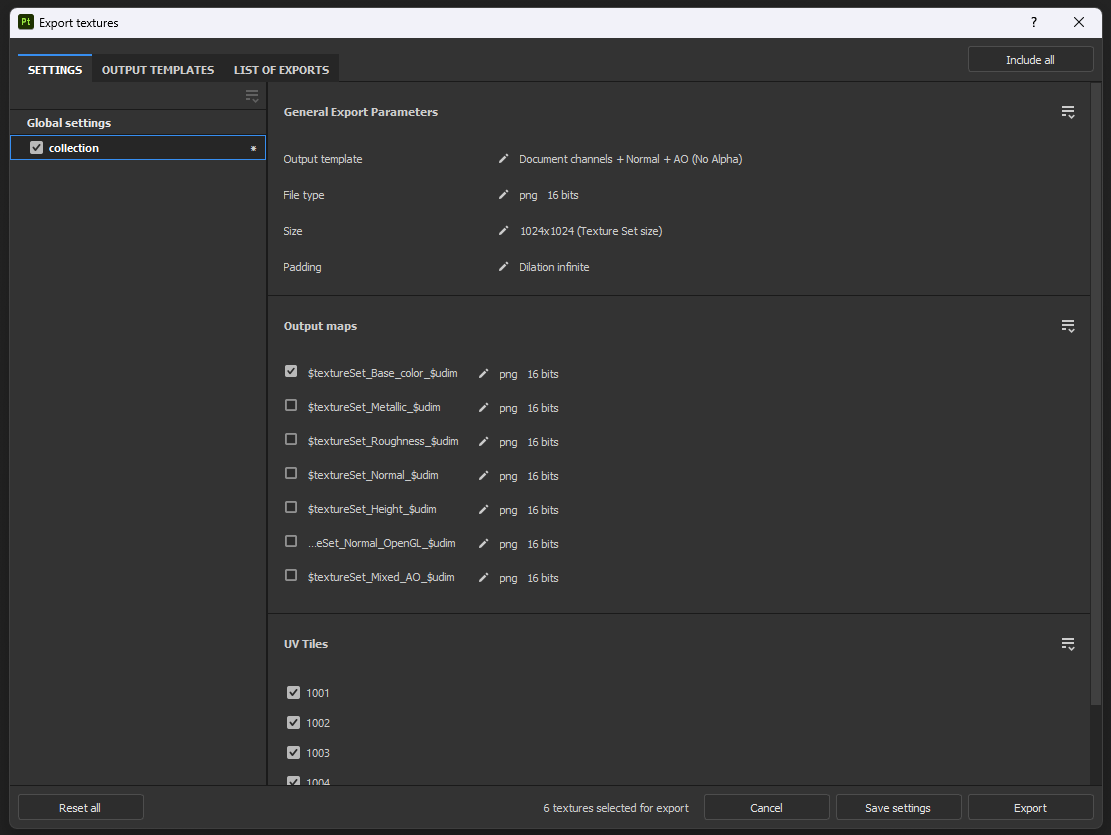 Pt Export textures ?
SETTINGS OUTPUT TEMPLATES LIST OF EXPORTS Include all
Global settings
collection *
General Export Parameters
Output template Document channels + Normal + AO (No Alpha)
File type png 16 bits
Size 1024x1024 (Texture Set size)
Padding Dilation infinite
Output maps
$textureSet_Base_color_$udim png 16 bits
$textureSet_Metallic_$udim png 16 bits
$textureSet_Roughness_$udim png 16 bits
$textureSet_Normal_$udim png 16 bits
$textureSet_Height_$udim png 16 bits
...eSet_Normal_OpenGL_$udim png 16 bits
$textureSet_Mixed_AO_$udim png 16 bits
UV Tiles
1001
1002
1003
1004
Reset all 6 textures selected for export Cancel Save settings Export